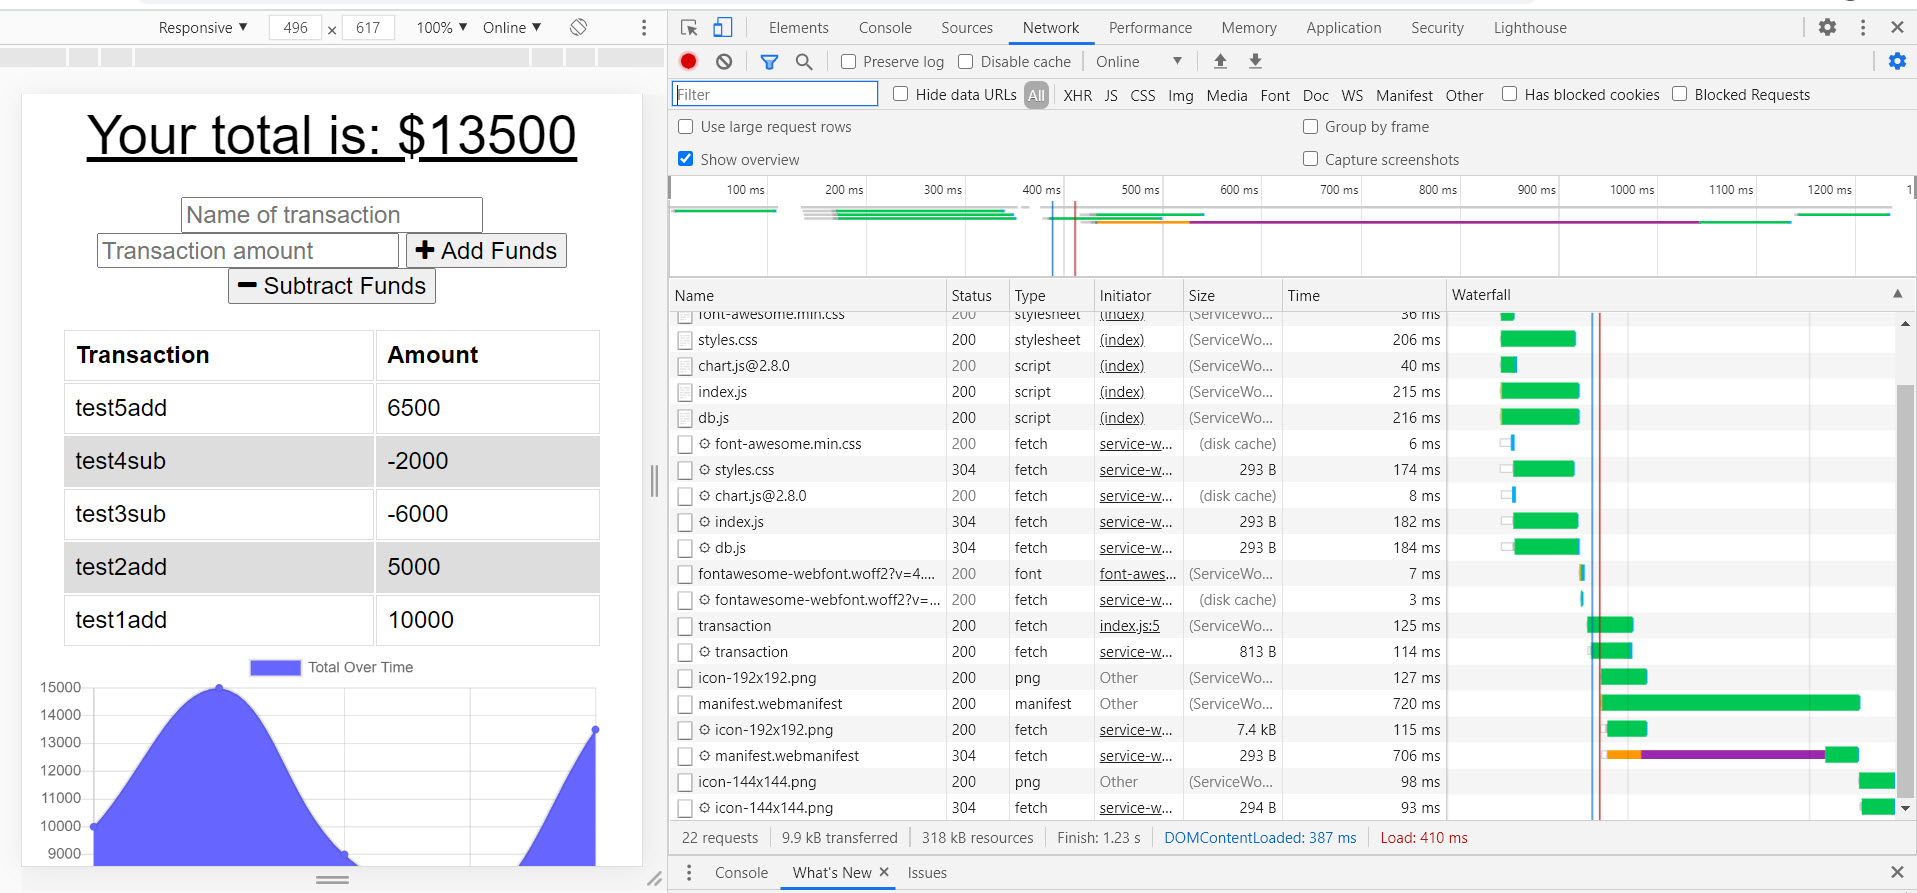 Responsive ▼ 496 × 617 100% ▼ Online ▼
Elements Console Sources Network Performance Memory Application Security Lighthouse
Preserve log Disable cache Online ▼
Filter Hide data URLs All XHR JS CSS Img Media Font Doc WS Manifest Other Has blocked cookies Blocked Requests
Use large request rows Group by frame
Show overview Capture screenshots
100 ms 200 ms 300 ms 400 ms 500 ms 600 ms 700 ms 800 ms 900 ms 1000 ms 1100 ms 1200 ms 1
Your total is: $13500
Name of transaction
Transaction amount + Add Funds
− Subtract Funds
Transaction Amount
test5add 6500
test4sub -2000
test3sub -6000
test2add 5000
test1add 10000
Total Over Time
15000
14000
13000
12000
11000
10000
9000
Name Status Type Initiator Size Time Waterfall ▲
font-awesome.min.css 200 stylesheet (index) (ServiceWo... 36 ms
styles.css 200 stylesheet (index) (ServiceWo... 206 ms
chart.js@2.8.0 200 script (index) (ServiceWo... 40 ms
index.js 200 script (index) (ServiceWo... 215 ms
db.js 200 script (index) (ServiceWo... 216 ms
font-awesome.min.css 200 fetch service-w... (disk cache) 6 ms
styles.css 304 fetch service-w... 293 B 174 ms
chart.js@2.8.0 200 fetch service-w... (disk cache) 8 ms
index.js 304 fetch service-w... 293 B 182 ms
db.js 304 fetch service-w... 293 B 184 ms
fontawesome-webfont.woff2?v=4.... 200 font font-awes... (ServiceWo... 7 ms
fontawesome-webfont.woff2?v=... 200 fetch service-w... (disk cache) 3 ms
transaction 200 fetch index.js:5 (ServiceWo... 125 ms
transaction 200 fetch service-w... 813 B 114 ms
icon-192x192.png 200 png Other (ServiceWo... 127 ms
manifest.webmanifest 200 manifest Other (ServiceWo... 720 ms
icon-192x192.png 200 fetch service-w... 7.4 kB 115 ms
manifest.webmanifest 304 fetch service-w... 293 B 706 ms
icon-144x144.png 200 png Other (ServiceWo... 98 ms
icon-144x144.png 304 fetch service-w... 294 B 93 ms
22 requests 9.9 kB transferred 318 kB resources Finish: 1.23 s DOMContentLoaded: 387 ms Load: 410 ms
Console What's New × Issues